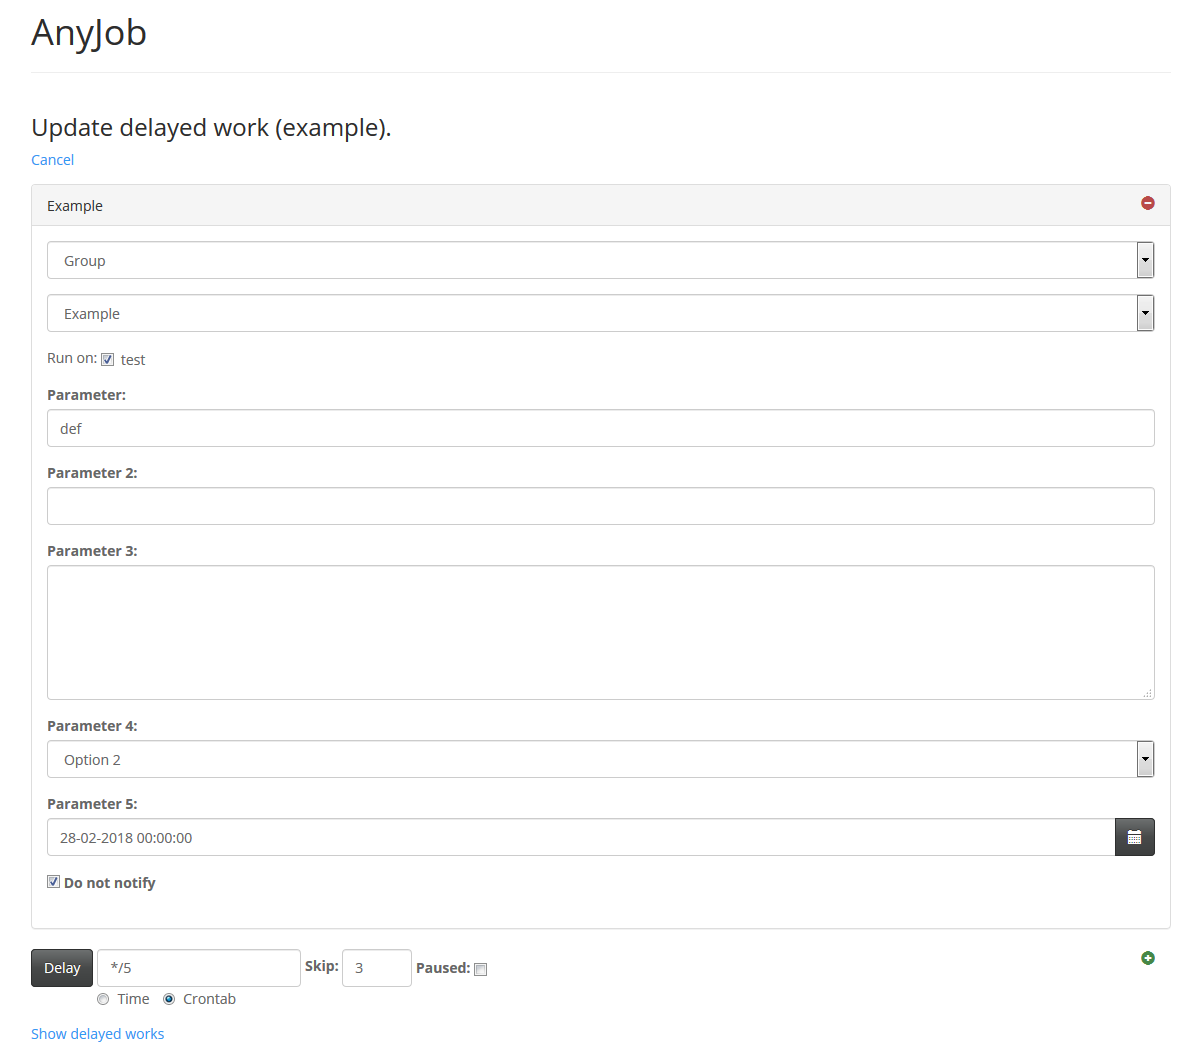 AnyJob
Update delayed work (example).
Cancel
Example
Group
Example
Run on: test
Parameter:
def
Parameter 2:
Parameter 3:
Parameter 4:
Option 2
Parameter 5:
28-02-2018 00:00:00
Do not notify
Delay */5 Skip: 3 Paused:
Time Crontab
Show delayed works